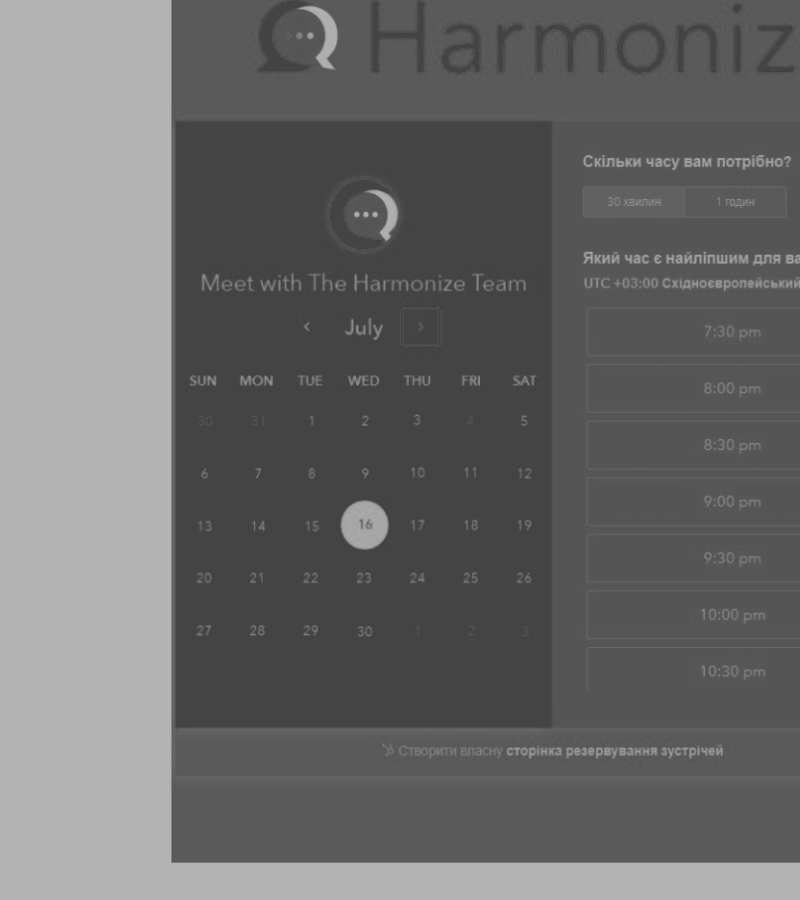 Harmoniz
Meet with The Harmonize Team
July
SUN MON TUE WED THU FRI SAT
30 31 1 2 3 4 5
6 7 8 9 10 11 12
13 14 15 16 17 18 19
20 21 22 23 24 25 26
27 28 29 30 1 2 3
Скільки часу вам потрібно?
30 хвилин 1 годин
Який час є найліпшим для ва
UTC +03:00 Східноєвропейський
7:30 pm
8:00 pm
8:30 pm
9:00 pm
9:30 pm
10:00 pm
10:30 pm
Створити власну сторінка резервування зустрічей